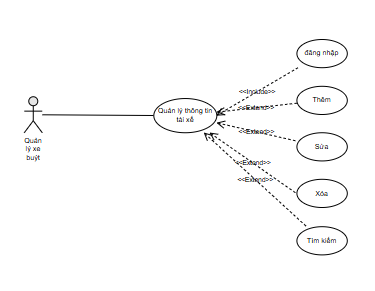 đăng nhập
<<Include>>
Thêm
<<Extend>>
Quản lý thông tin
tài xế
<<Extend>>
Sửa
Quản
lý xe
buýt
<<Extend>>
<<Extend>>
Xóa
Tìm kiếm